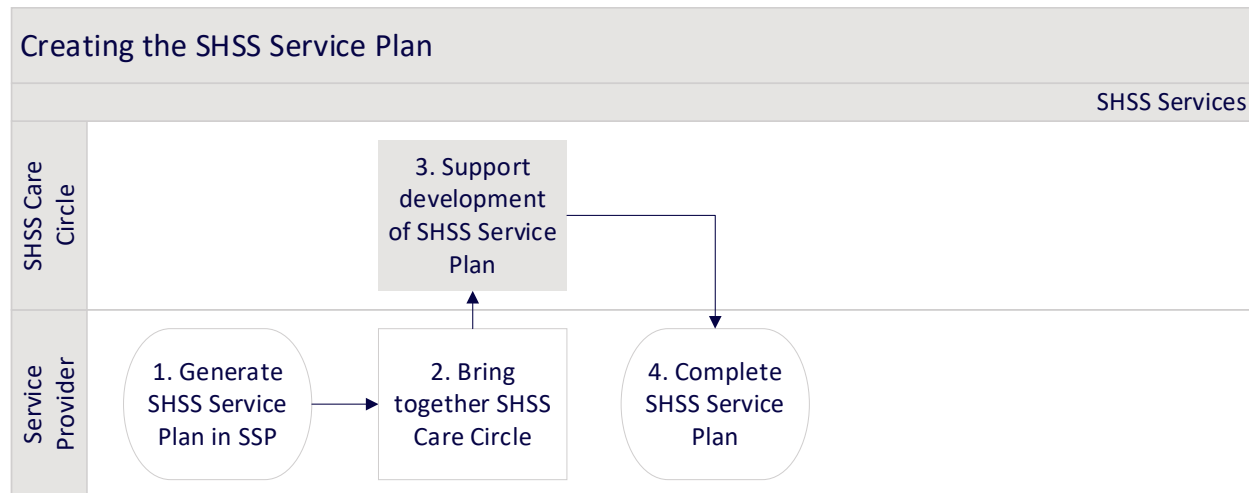 Creating the SHSS Service Plan
SHSS Services
SHSS Care
Circle
3. Support
development
of SHSS Service
Plan
Service
Provider
1. Generate
SHSS Service
Plan in SSP
2. Bring
together SHSS
Care Circle
4. Complete
SHSS Service
Plan